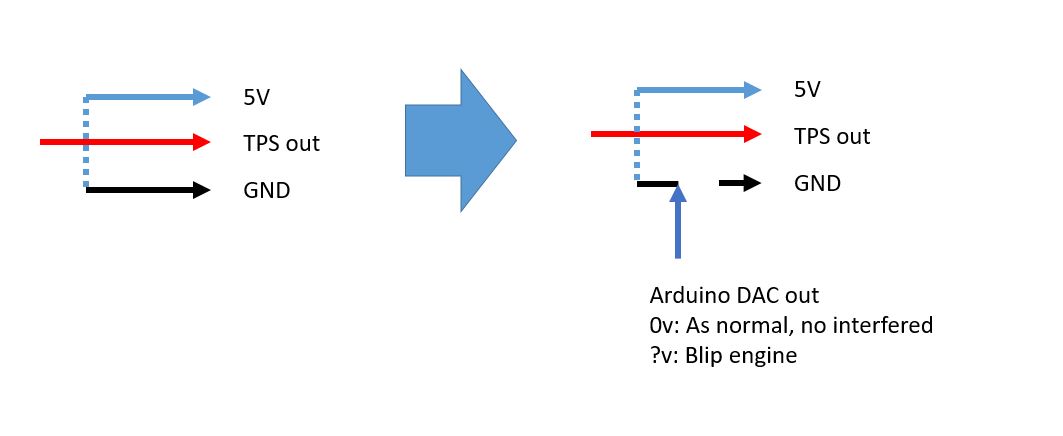 5V
TPS out
GND
5V
TPS out
GND
Arduino DAC out
0v: As normal, no interfered
?v: Blip engine